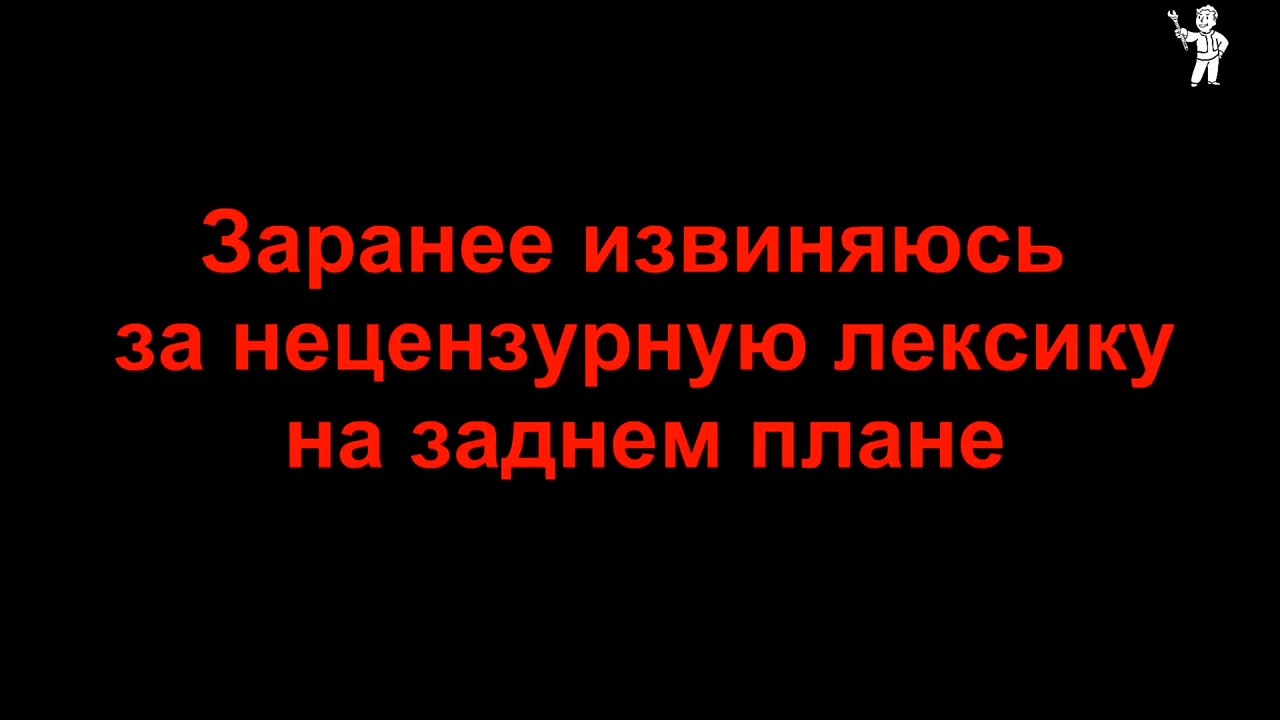 Заранее извиняюсь
за нецензурную лексику
на заднем плане